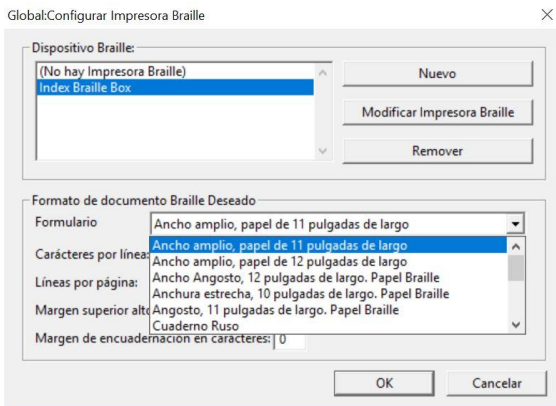 Global:Configurar Impresora Braille
Dispositivo Braille:
(No hay Impresora Braille)
Index Braille Box
Nuevo
Modificar Impresora Braille
Remover
Formato de documento Braille Deseado
Formulario
Ancho amplio, papel de 11 pulgadas de largo
Ancho amplio, papel de 11 pulgadas de largo
Ancho amplio, papel de 12 pulgadas de largo
Ancho Angosto, 12 pulgadas de largo. Papel Braille
Anchura estrecha, 10 pulgadas de largo. Papel Braille
Angosto, 11 pulgadas de largo. Papel Braille
Cuaderno Ruso
Carácteres por línea:
Líneas por página:
Margen superior alto
Margen de encuadernación en carácteres: 0
OK
Cancelar